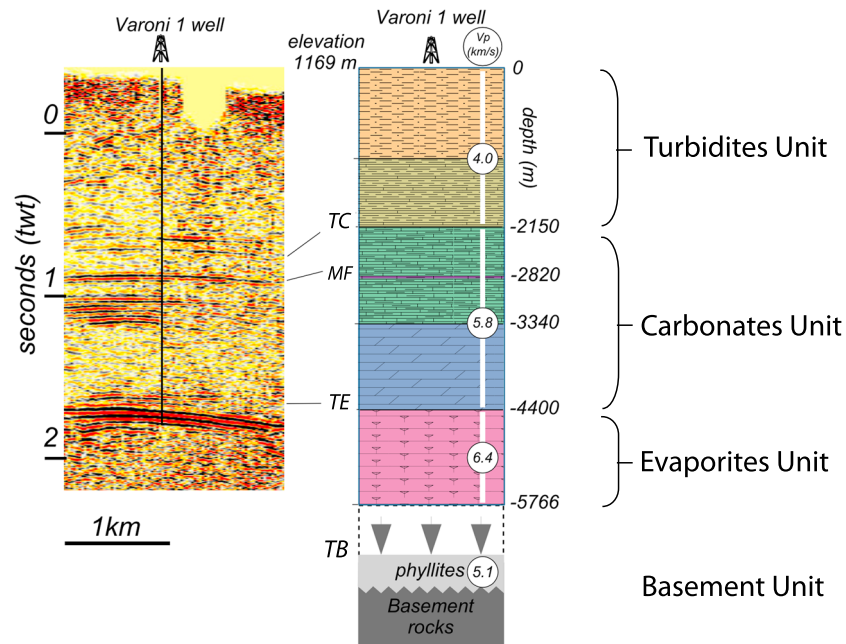 Varoni 1 well
Varoni 1 well
elevation
1169 m
Vp
(km/s)
0
0
depth (m)
4.0
Turbidites Unit
seconds (twt)
TC
-2150
1
MF
-2820
5.8
-3340
Carbonates Unit
TE
-4400
2
6.4
Evaporites Unit
-5766
1km
TB
phyllites
5.1
Basement
rocks
Basement Unit